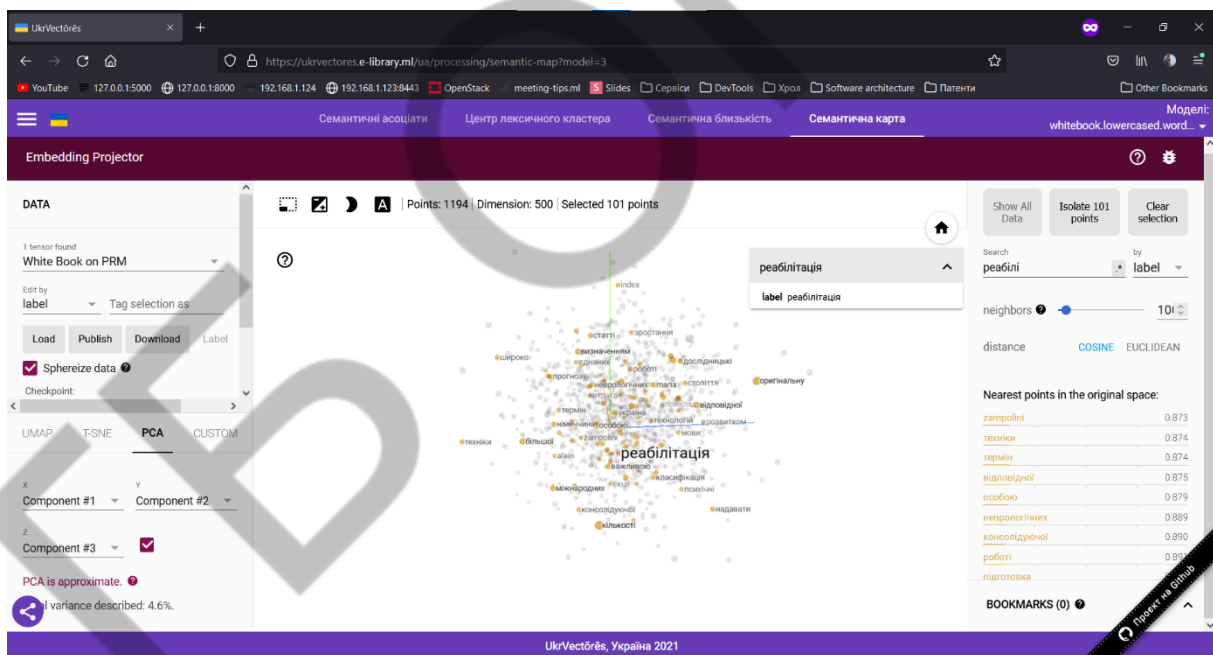 UkrVectōrēs
https://ukrvectores.e-library.ml/ua/processing/semantic-map?model=3
YouTube 127.0.0.1:5000 127.0.0.1:8000 192.168.1.124 192.168.1.123:8443 OpenStack meeting-tips.ml Slides Сервіси DevTools Хрол Software architecture Патенти Other Bookmarks
Семантичні асоціати Центр лексичного кластера Семантична близькість Семантична карта
Моделі:
whitebook.lowercased.word...
Embedding Projector
DATA
Points: 1194 Dimension: 500 Selected 101 points
Show All Data
Isolate 101 points
Clear selection
1 tensor found
White Book on PRM
Edit by
label Tag selection as
Load Publish Download Label
Sphereize data
Checkpoint:
UMAP T-SNE PCA CUSTOM
X Y
Component #1 Component #2
Z
Component #3
PCA is approximate.
variance described: 4.6%.
реабілітація
label реабілітація
index
статті зростання
визначенням
широко єднання дослідницькі
роботі
прогнозу
неврологічних maria століття оригінальну
втрата
відповідної
термін україна
технологій розвитком
німеччина особою
мови
техніки більшої zampolini
реабілітація
alain
важливою
класифікація
міжнародних психічні
консолідуючої надавати
кількості
Search by
реабілі label
neighbors
distance COSINE EUCLIDEAN
Nearest points in the original space:
zampolini 0.873
техніки 0.874
термін 0.874
відповідної 0.875
особою 0.879
неврологічних 0.889
консолідуючої 0.890
роботі
підготовка
BOOKMARKS (0)
Проєкт на Github
UkrVectōrēs, Україна 2021